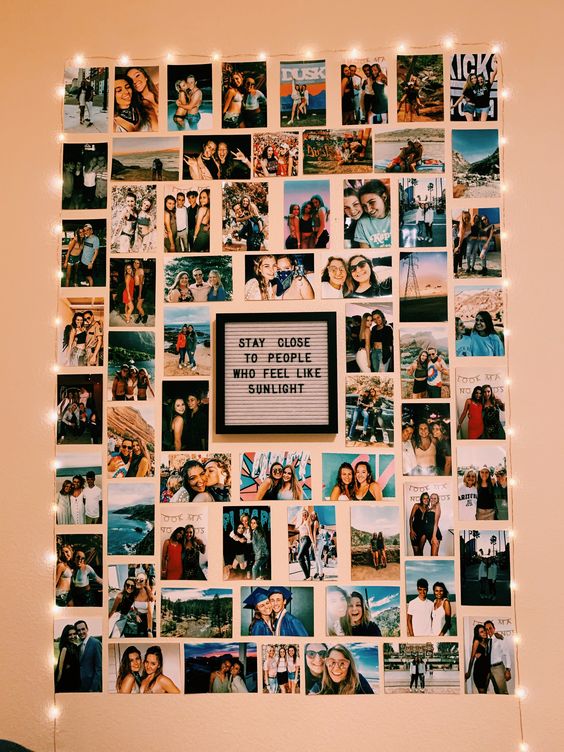 DUSK
KICKS
STAY CLOSE
TO PEOPLE
WHO FEEL LIKE
SUNLIGHT